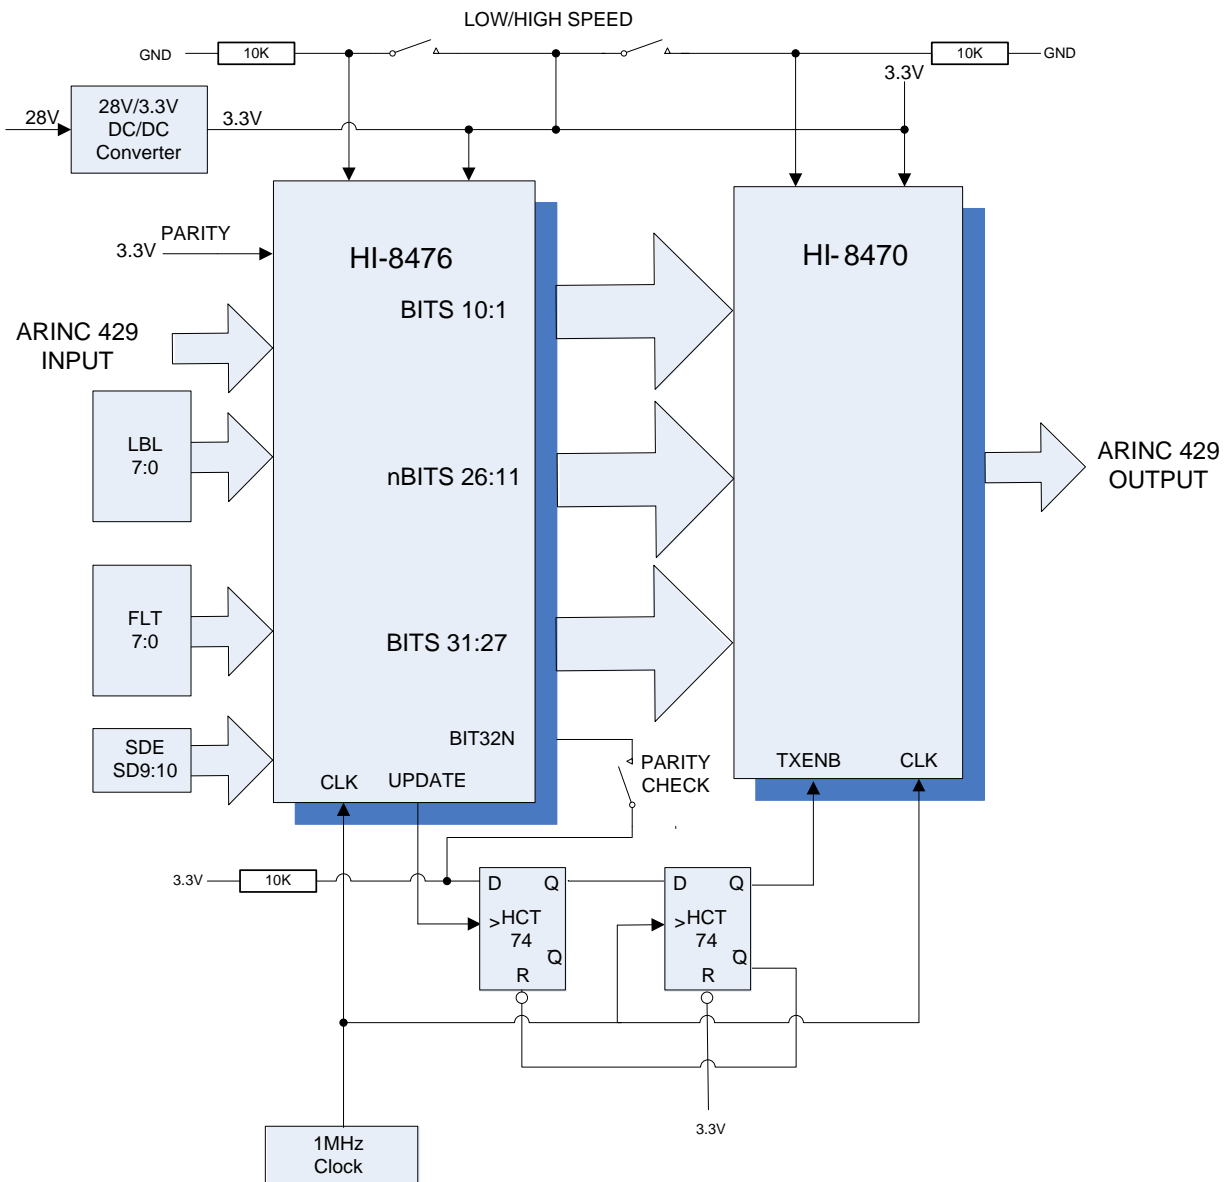 LOW/HIGH SPEED
GND
10K
10K
GND
3.3V
28V
28V/3.3V
DC/DC
Converter
3.3V
PARITY
3.3V
HI-8476
HI-8470
BITS 10:1
ARINC 429
INPUT
LBL
7:0
nBITS 26:11
ARINC 429
OUTPUT
FLT
7:0
BITS 31:27
SDE
SD9:10
BIT32N
PARITY
CHECK
CLK
UPDATE
TXENB
CLK
3.3V
10K
D
Q
>HCT
74
Q
R
D
Q
>HCT
74
Q
R
3.3V
1MHz
Clock